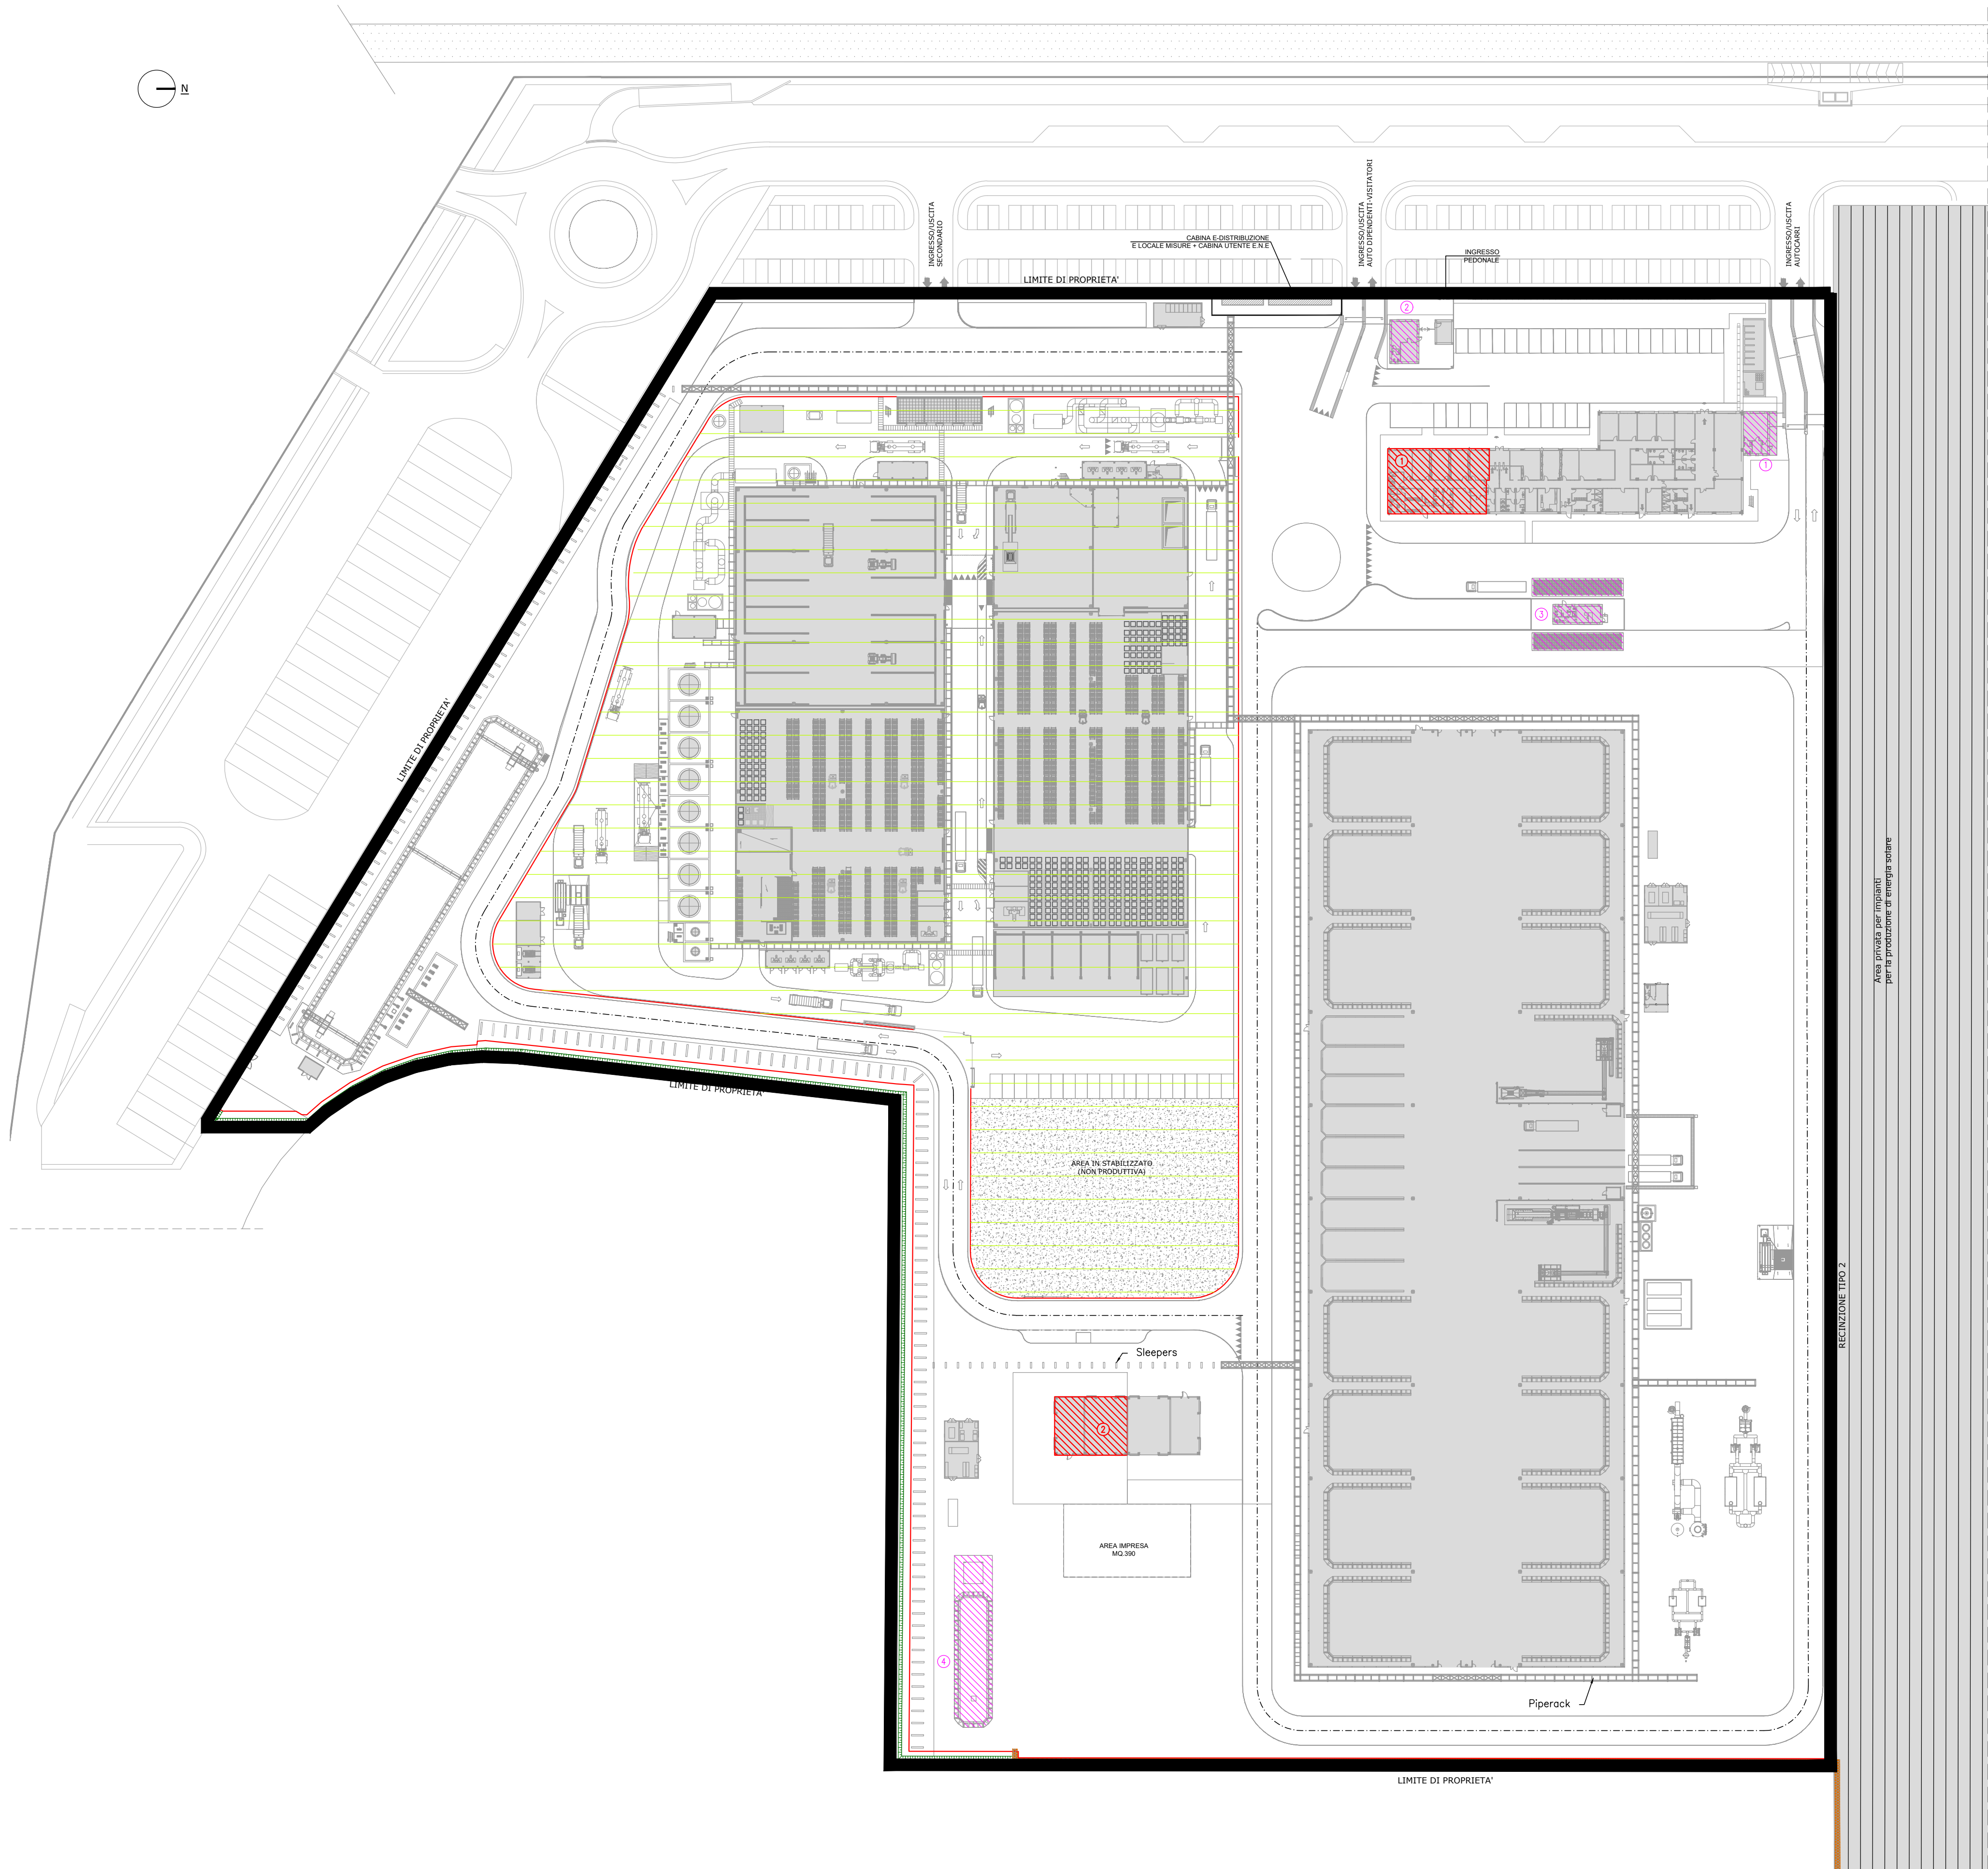 N
INGRESSO/USCITA
SECONDARIO
CABINA E-DISTRIBUZIONE
E LOCALE MISURE + CABINA UTENTE E.N.E
INGRESSO/USCITA
AUTO DIPENDENTI-VISITATORI
INGRESSO
PEDONALE
INGRESSO/USCITA
AUTOCARRI
LIMITE DI PROPRIETA'
2
1
1
3
LIMITE DI PROPRIETA'
Area privata per impianti
per la produzione di energia solare
LIMITE DI PROPRIETA'
AREA IN STABILIZZATO
(NON PRODUTTIVA)
RECINZIONE TIPO 2
Sleepers
2
AREA IMPRESA
MQ.390
4
Piperack
LIMITE DI PROPRIETA'